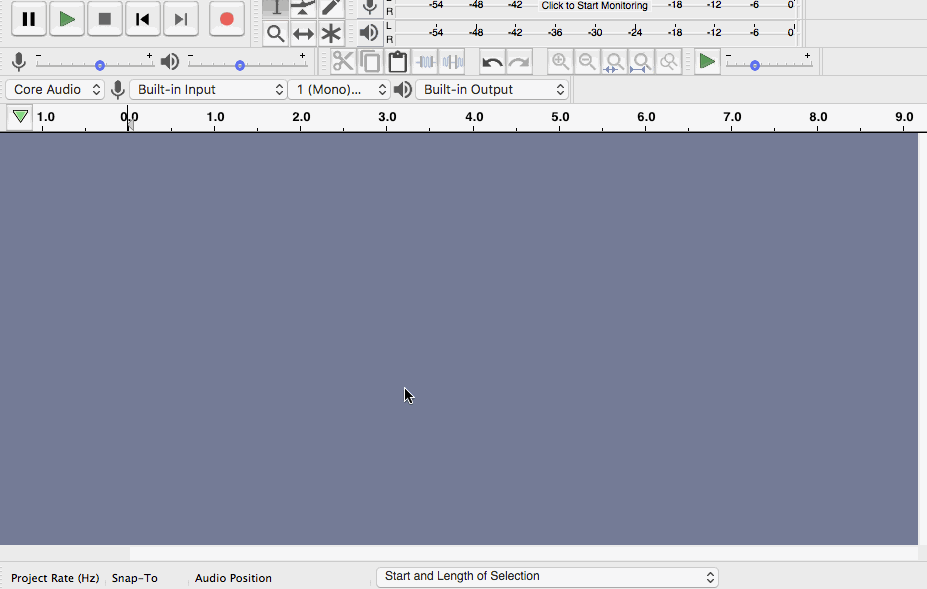 -54 -48 -42 Click to Start Monitoring -18 -12 -6 0
R
L
R
-54 -48 -42 -36 -30 -24 -18 -12 -6 0
- + - + - +
Core Audio Built-in Input 1 (Mono)... Built-in Output
1.0 0.0 1.0 2.0 3.0 4.0 5.0 6.0 7.0 8.0 9.0
Project Rate (Hz) Snap-To Audio Position Start and Length of Selection